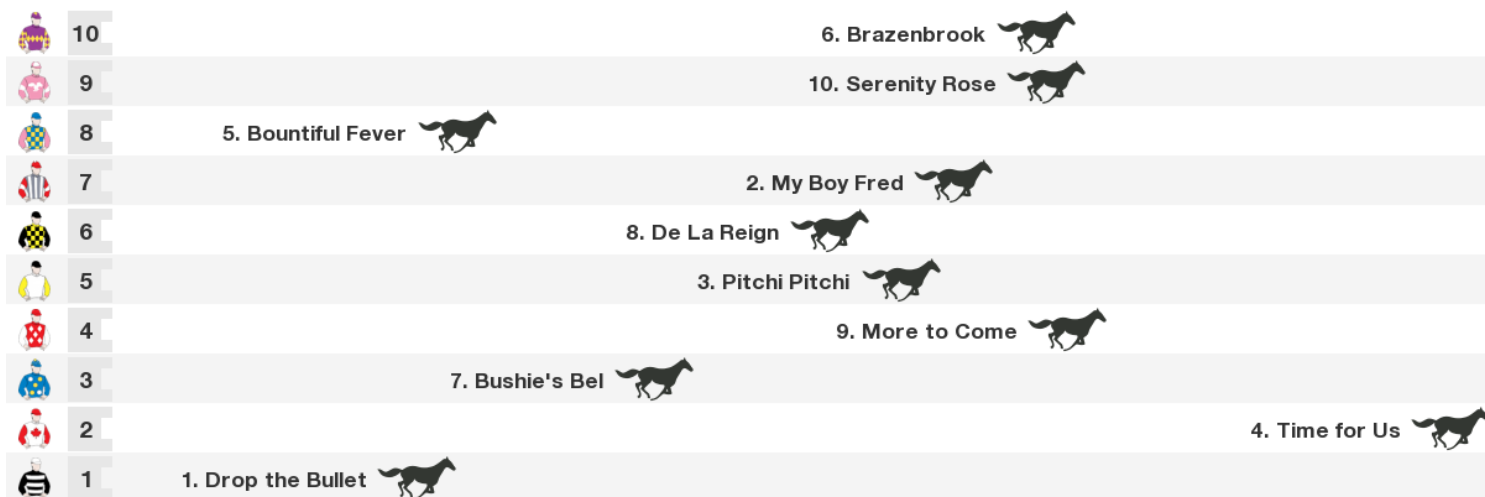 10 6. Brazenbrook
9 10. Serenity Rose
8 5. Bountiful Fever
7 2. My Boy Fred
6 8. De La Reign
5 3. Pitchi Pitchi
4 9. More to Come
3 7. Bushie's Bel
2 4. Time for Us
1 1. Drop the Bullet